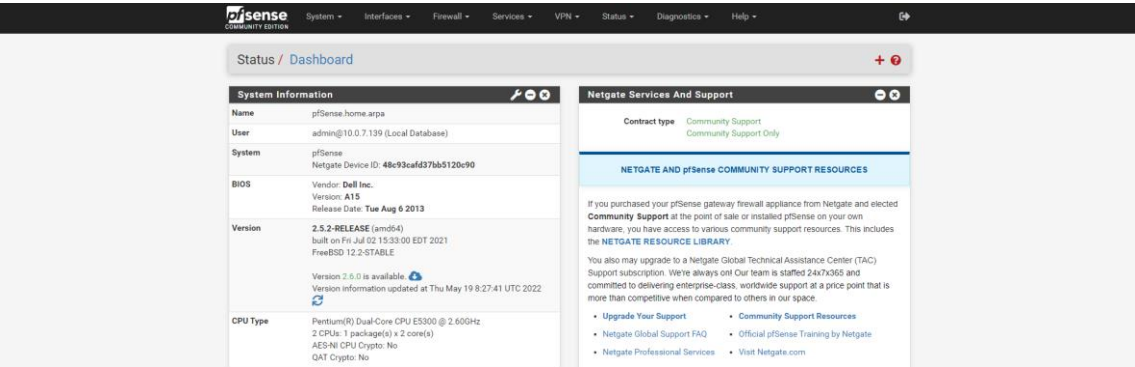 pfsense
COMMUNITY EDITION
System
Interfaces
Firewall
Services
VPN
Status
Diagnostics
Help
Status / Dashboard
System Information
Name pfSense.home.arpa
User admin@10.0.7.139 (Local Database)
System pfSense
Netgate Device ID: 48c93cafd37bb5120c90
BIOS Vendor: Dell Inc.
Version: A15
Release Date: Tue Aug 6 2013
Version 2.5.2-RELEASE (amd64)
built on Fri Jul 02 15:33:00 EDT 2021
FreeBSD 12.2-STABLE
Version 2.6.0 is available.
Version information updated at Thu May 19 8:27:41 UTC 2022
CPU Type Pentium(R) Dual-Core CPU E5300 @ 2.60GHz
2 CPUs: 1 package(s) x 2 core(s)
AES-NI CPU Crypto: No
QAT Crypto: No
Netgate Services And Support
Contract type Community Support
Community Support Only
NETGATE AND pfSense COMMUNITY SUPPORT RESOURCES
If you purchased your pfSense gateway firewall appliance from Netgate and elected
Community Support at the point of sale or installed pfSense on your own
hardware, you have access to various community support resources. This includes
the NETGATE RESOURCE LIBRARY.
You also may upgrade to a Netgate Global Technical Assistance Center (TAC)
Support subscription. We're always on! Our team is staffed 24x7x365 and
committed to delivering enterprise-class, worldwide support at a price point that is
more than competitive when compared to others in our space.
• Upgrade Your Support
• Community Support Resources
• Netgate Global Support FAQ
• Official pfSense Training by Netgate
• Netgate Professional Services
• Visit Netgate.com